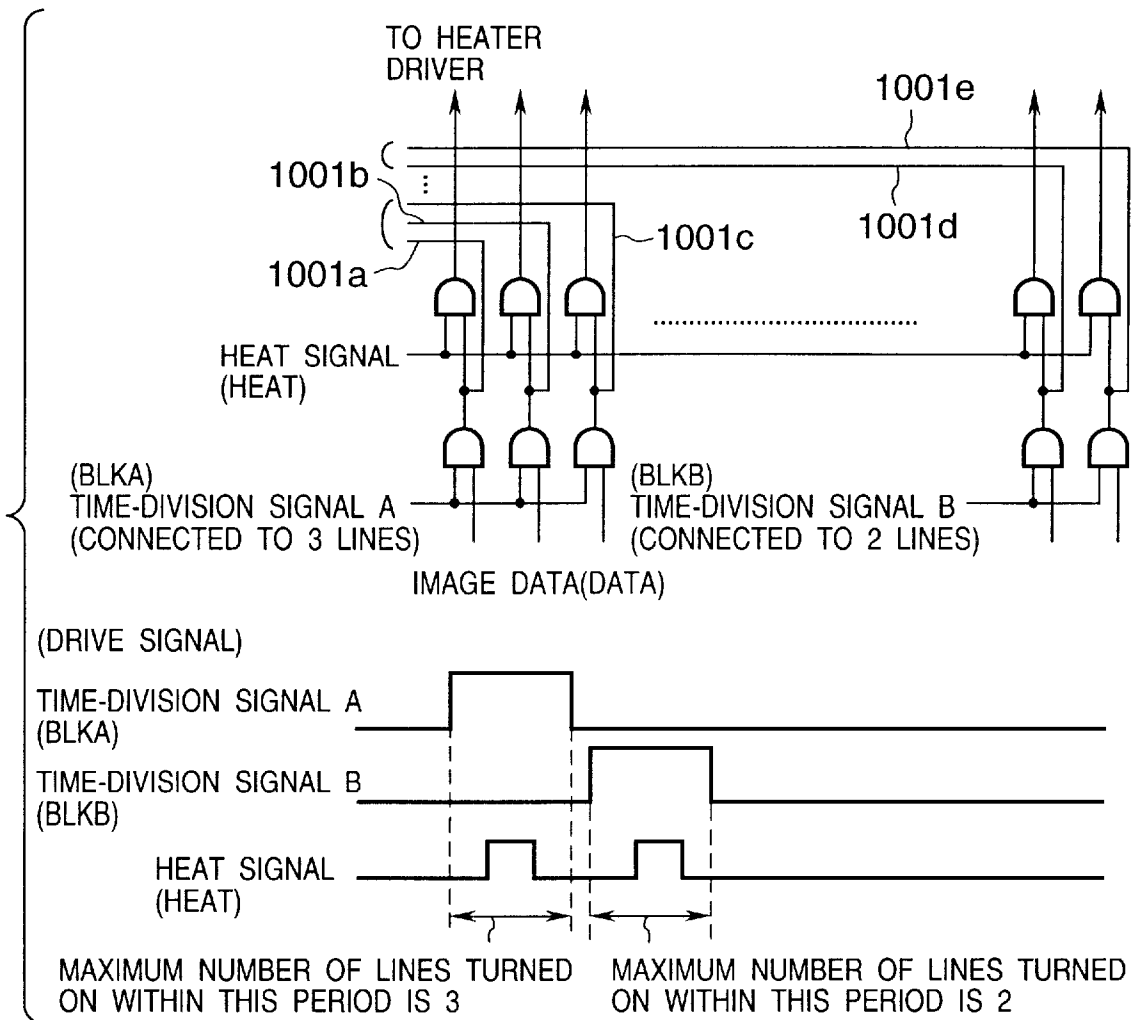 TO HEATER
DRIVER
1001e
1001b
1001d
1001c
1001a
HEAT SIGNAL
(HEAT)
(BLKA)
TIME-DIVISION SIGNAL A
(CONNECTED TO 3 LINES)
(BLKB)
TIME-DIVISION SIGNAL B
(CONNECTED TO 2 LINES)
IMAGE DATA(DATA)
(DRIVE SIGNAL)
TIME-DIVISION SIGNAL A
(BLKA)
TIME-DIVISION SIGNAL B
(BLKB)
HEAT SIGNAL
(HEAT)
MAXIMUM NUMBER OF LINES TURNED
ON WITHIN THIS PERIOD IS 3
MAXIMUM NUMBER OF LINES TURNED
ON WITHIN THIS PERIOD IS 2